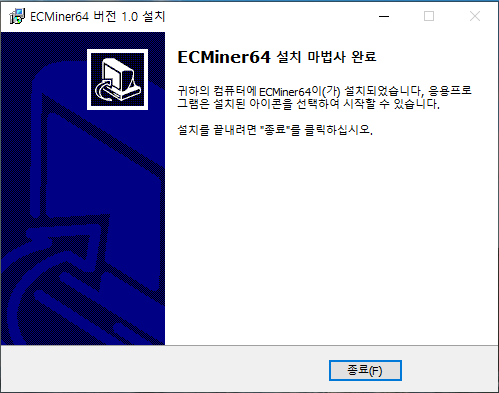 ECMiner64 버전 1.0 설치
ECMiner64 설치 마법사 완료
귀하의 컴퓨터에 ECMiner64이(가) 설치되었습니다, 응용프로
그램은 설치된 아이콘을 선택하여 시작할 수 있습니다.
설치를 끝내려면 "종료"를 클릭하십시오.
종료(F)